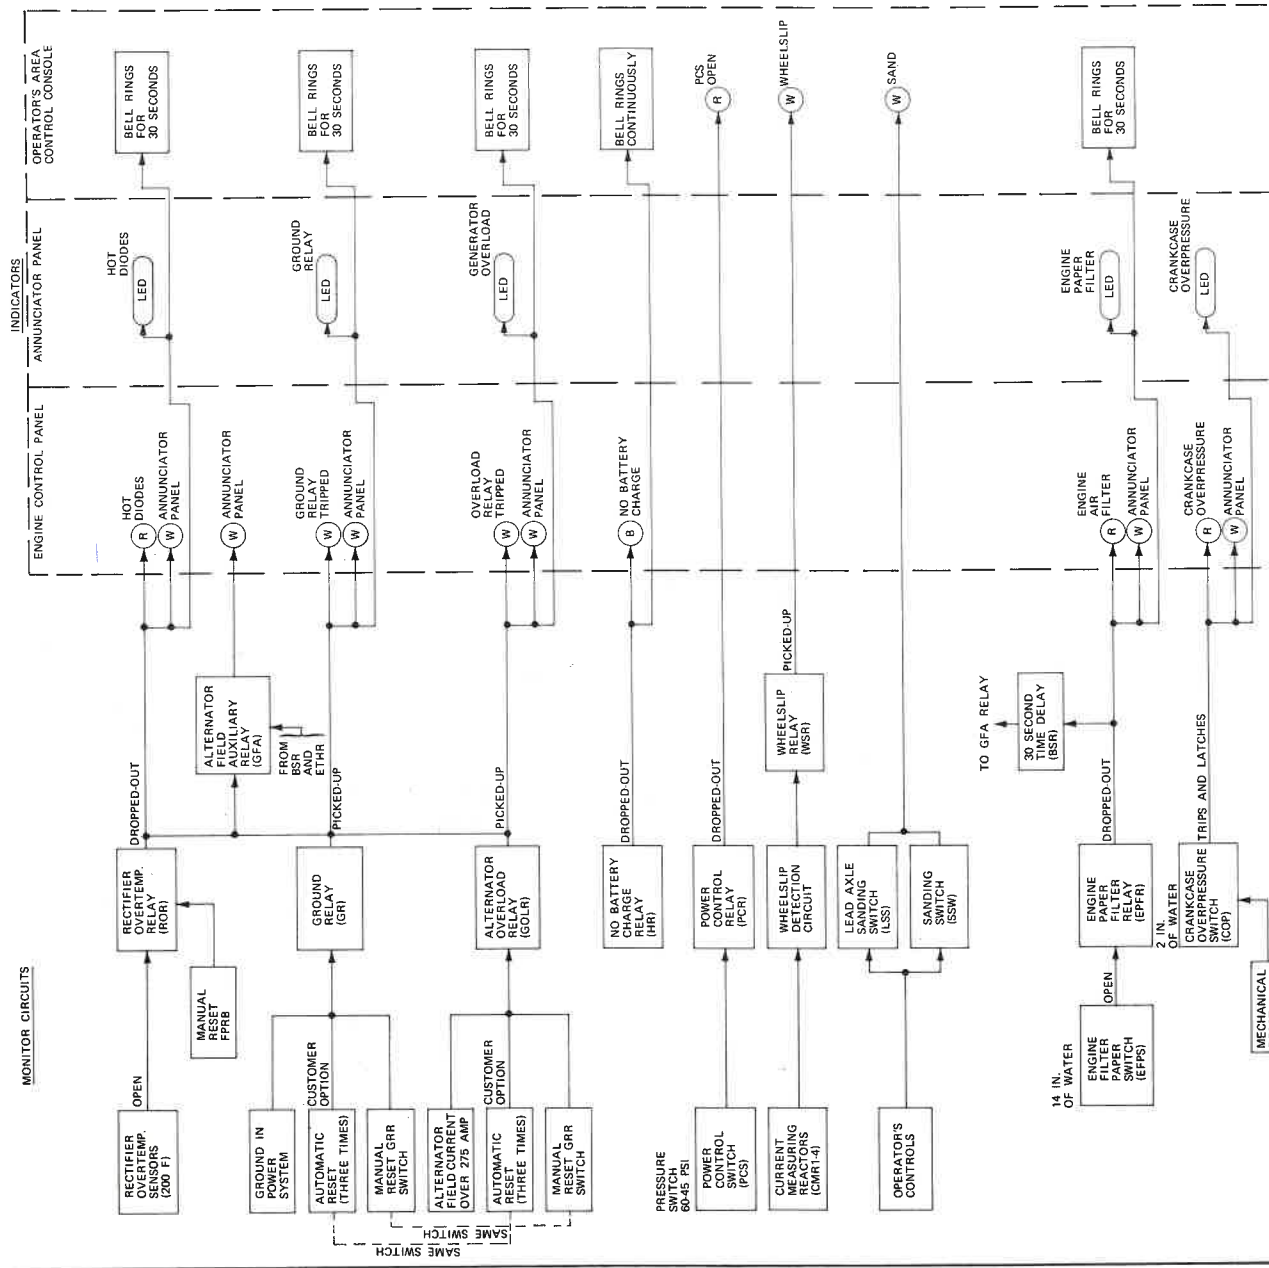 MONITOR CIRCUITS
INDICATORS
ENGINE CONTROL PANEL
ANNUNCIATOR PANEL
OPERATOR'S AREA
CONTROL CONSOLE
RECTIFIER
OVERTEMP.
SENSORS
(200 F)
OPEN
MANUAL
RESET
FPRB
RECTIFIER
OVERTEMP.
RELAY
(ROR)
DROPPED-OUT
R
HOT
DIODES
W
ANNUNCIATOR
PANEL
HOT
DIODES
LED
BELL RINGS
FOR
30 SECONDS
ALTERNATOR
FIELD
AUXILIARY
RELAY
(GFA)
FROM
BSR
AND
ETHR
W
ANNUNCIATOR
PANEL
GROUND IN
POWER
SYSTEM
AUTOMATIC
RESET
(THREE TIMES)
CUSTOMER
OPTION
MANUAL
RESET GRR
SWITCH
GROUND
RELAY
(GR)
PICKED-UP
W
GROUND
RELAY
TRIPPED
W
ANNUNCIATOR
PANEL
GROUND
RELAY
LED
BELL RINGS
FOR
30 SECONDS
ALTERNATOR
FIELD CURRENT
OVER 275 AMP
AUTOMATIC
RESET
(THREE TIMES)
CUSTOMER
OPTION
MANUAL
RESET GRR
SWITCH
SAME SWITCH
SAME SWITCH
ALTERNATOR
OVERLOAD
RELAY
(GOLR)
PICKED-UP
W
OVERLOAD
RELAY
TRIPPED
W
ANNUNCIATOR
PANEL
GENERATOR
OVERLOAD
LED
BELL RINGS
FOR
30 SECONDS
NO BATTERY
CHARGE
RELAY (HR)
DROPPED-OUT
B
NO BATTERY
CHARGE
BELL RINGS
CONTINUOUSLY
PRESSURE
SWITCH
60-45 PSI
POWER
CONTROL
SWITCH
(PCS)
POWER
CONTROL
RELAY
(PCR)
DROPPED-OUT
R
PCS
OPEN
CURRENT
MEASURING
REACTORS
(CMR1-4)
WHEELSLIP
DETECTION
CIRCUIT
WHEELSLIP
RELAY
(WSR)
PICKED-UP
W
WHEELSLIP
OPERATOR'S
CONTROLS
LEAD AXLE
SANDING
SWITCH
(LSS)
SANDING
SWITCH
(SSW)
W
SAND
14 IN.
OF WATER
ENGINE
FILTER
PAPER
SWITCH
(EFPS)
OPEN
ENGINE
PAPER
FILTER
RELAY
(EPFR)
DROPPED-OUT
TO GFA RELAY
30 SECOND
TIME DELAY
(BSR)
R
ENGINE
AIR
FILTER
W
ANNUNCIATOR
PANEL
ENGINE
PAPER
FILTER
LED
BELL RINGS
FOR
30 SECONDS
2 IN.
OF WATER
CRANKCASE
OVERPRESSURE
SWITCH
(COP)
MECHANICAL
TRIPS AND LATCHES
R
CRANKCASE
OVERPRESSURE
W
ANNUNCIATOR
PANEL
CRANKCASE
OVERPRESSURE
LED